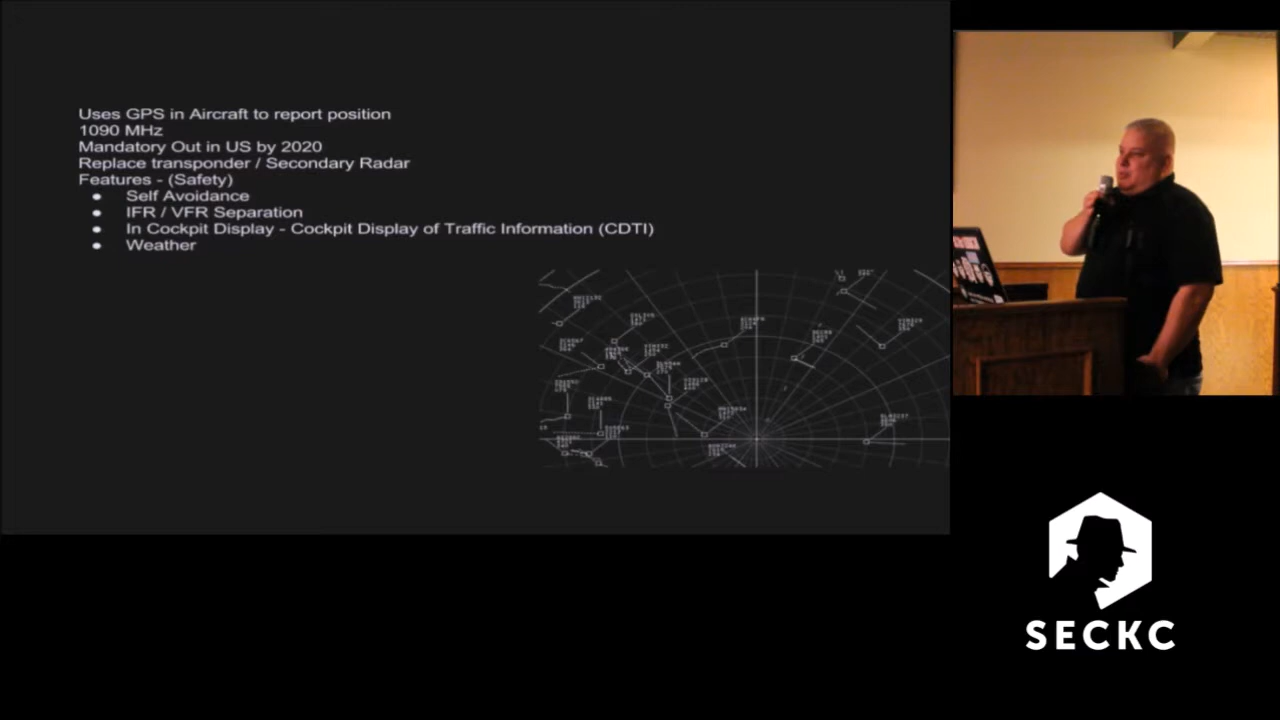 Uses GPS in Aircraft to report position
1090 MHz
Mandatory Out in US by 2020
Replace transponder / Secondary Radar
Features - (Safety)
● Self Avoidance
● IFR / VFR Separation
● In Cockpit Display - Cockpit Display of Traffic Information (CDTI)
● Weather
SECKC